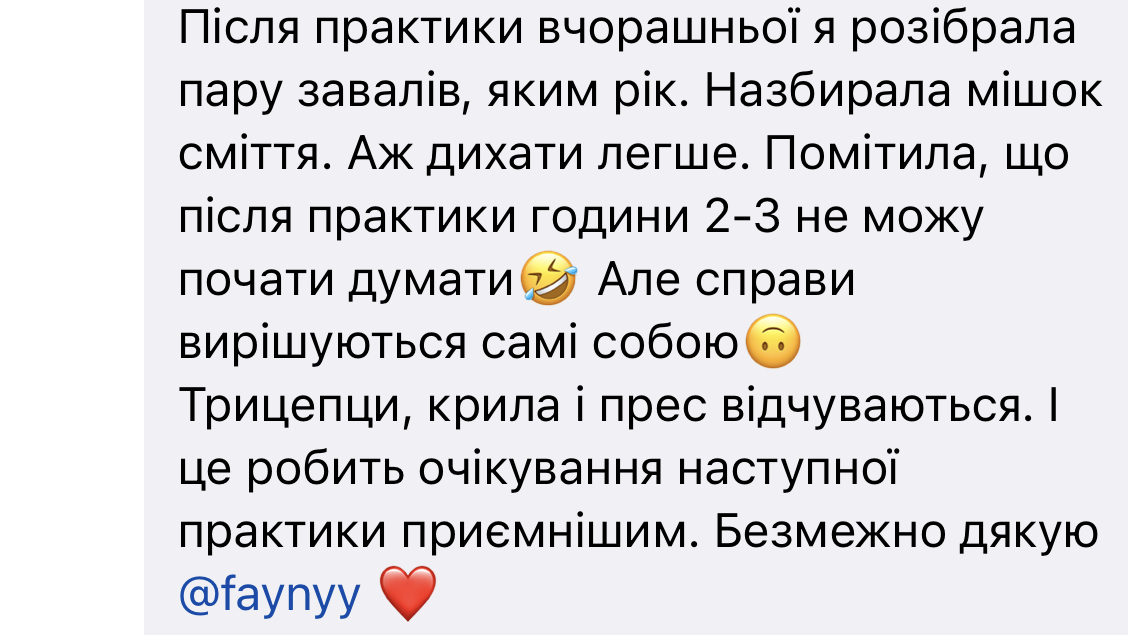 Після практики вчорашньої я розібрала
пару завалів, яким рік. Назбирала мішок
сміття. Аж дихати легше. Помітила, що
після практики години 2-3 не можу
почати думати🤣 Але справи
вирішуються самі собою🙃
Трицепци, крила і прес відчуваються. І
це робить очікування наступної
практики приємнішим. Безмежно дякую
@faynyy ❤️